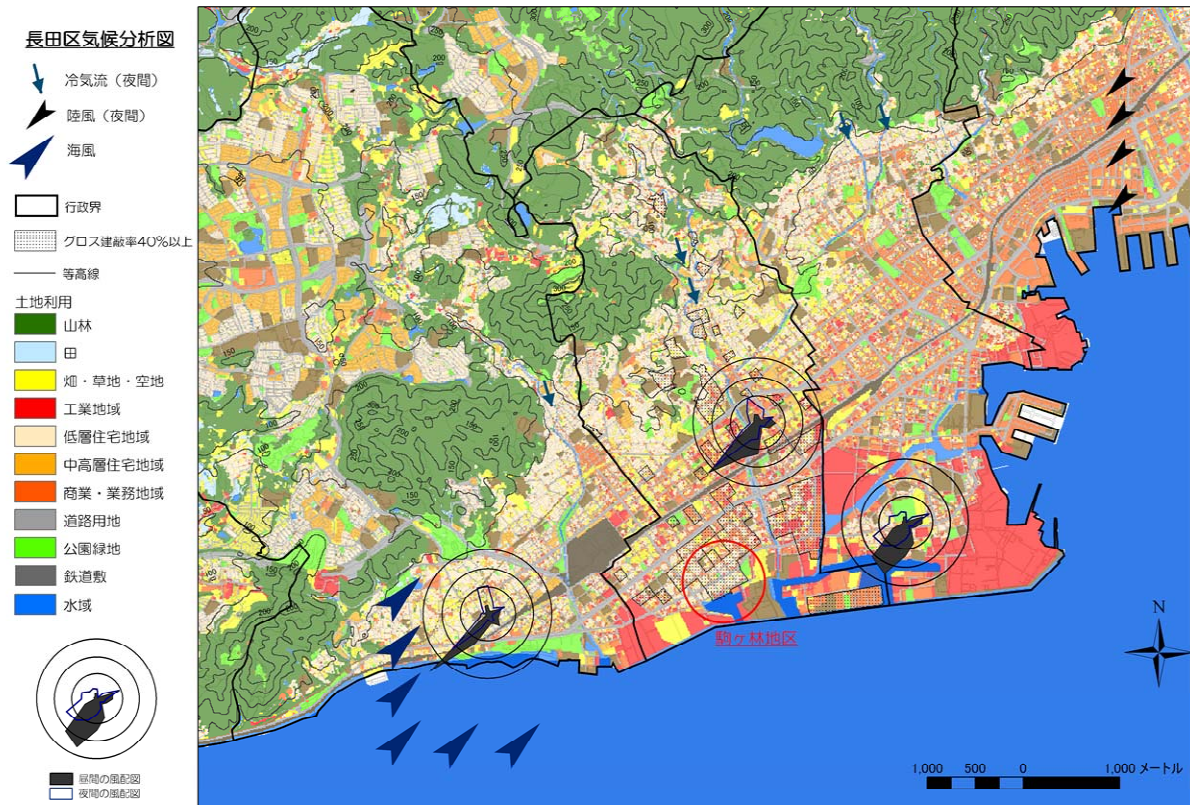 長田区気候分析図
冷気流（夜間）
陸風（夜間）
海風
行政界
グロス建蔽率40%以上
等高線
土地利用
山林
田
畑・草地・空地
工業地域
低層住宅地域
中高層住宅地域
商業・業務地域
道路用地
公園緑地
鉄道敷
水域
昼間の風配図
夜間の風配図
駒ヶ林地区
N
1,000 500 0 1,000 メートル